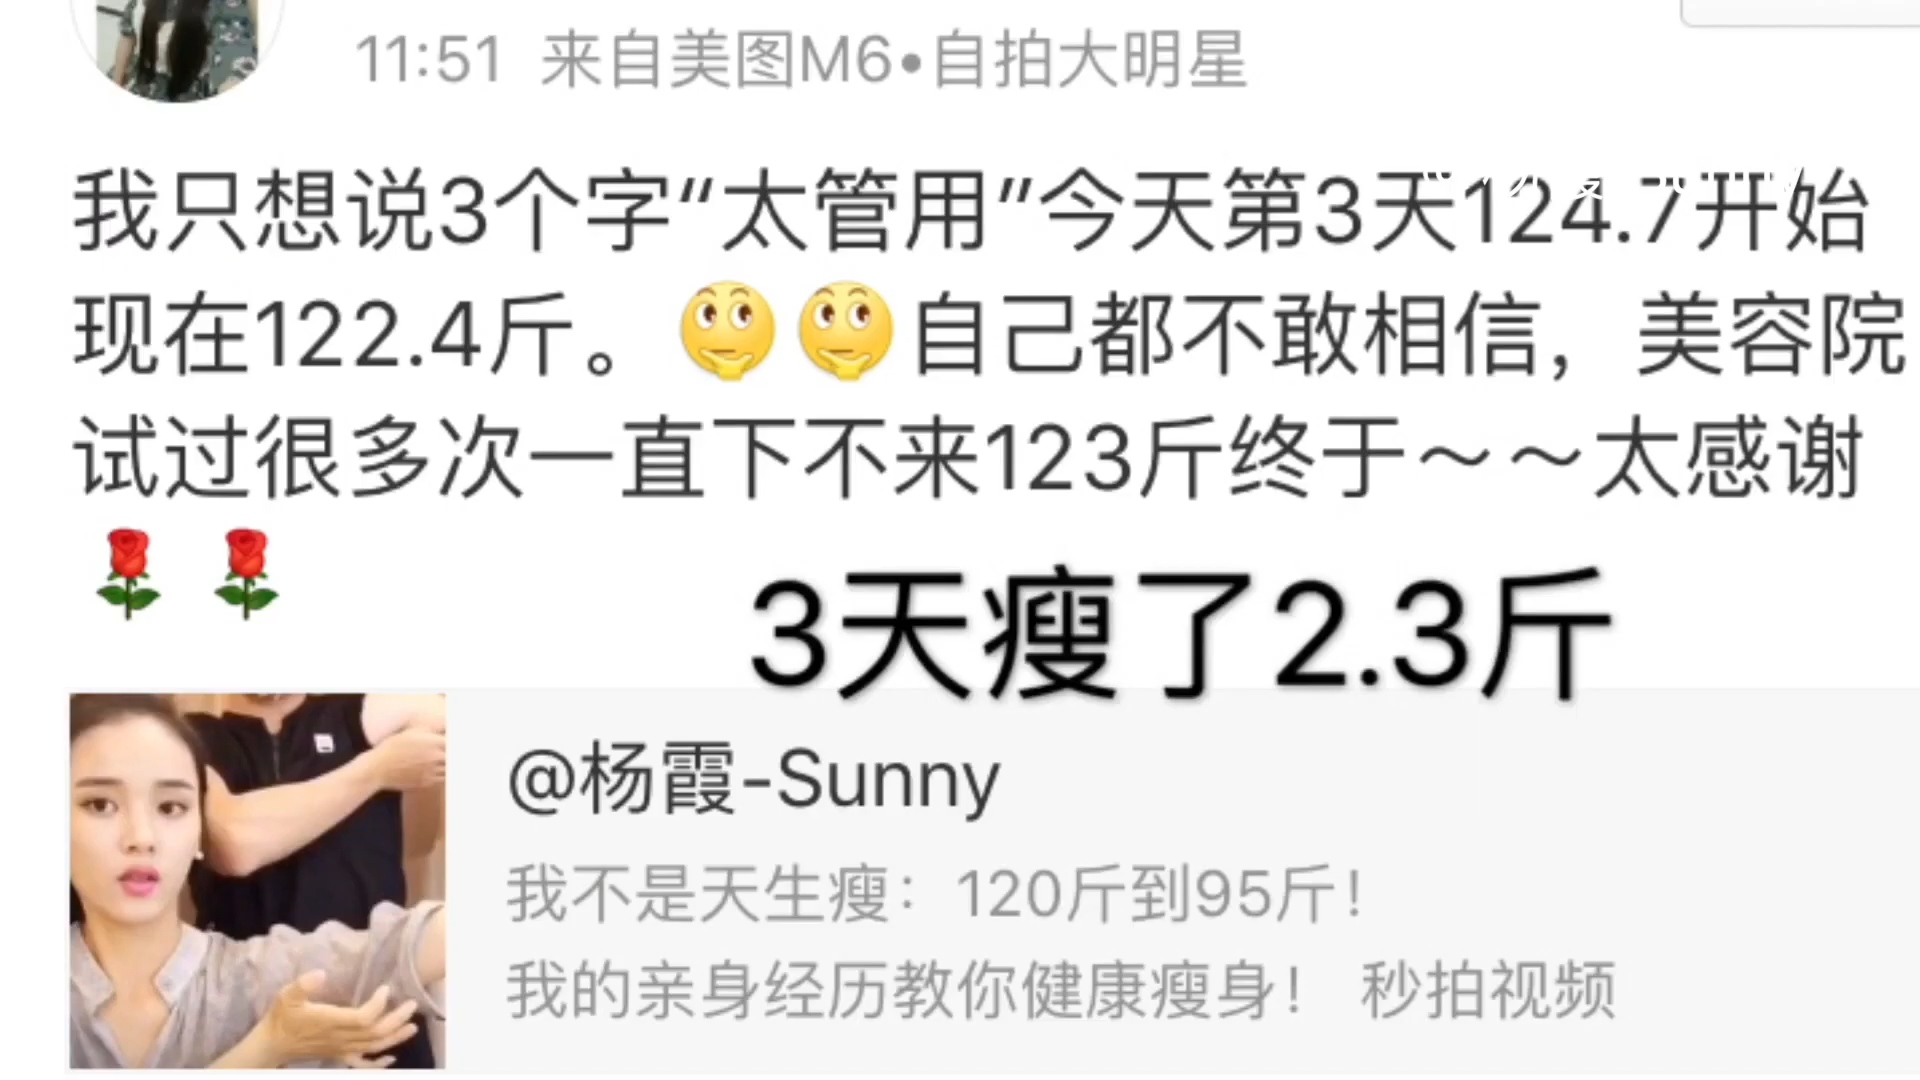 11:51 来自美图M6•自拍大明星
我只想说3个字“太管用”今天第3天124.7开始
现在122.4斤。🤔🤔自己都不敢相信，美容院
试过很多次一直下不来123斤终于～～太感谢
🌹🌹
3天瘦了2.3斤
@杨霞-Sunny
我不是天生瘦：120斤到95斤！
我的亲身经历教你健康瘦身！ 秒拍视频